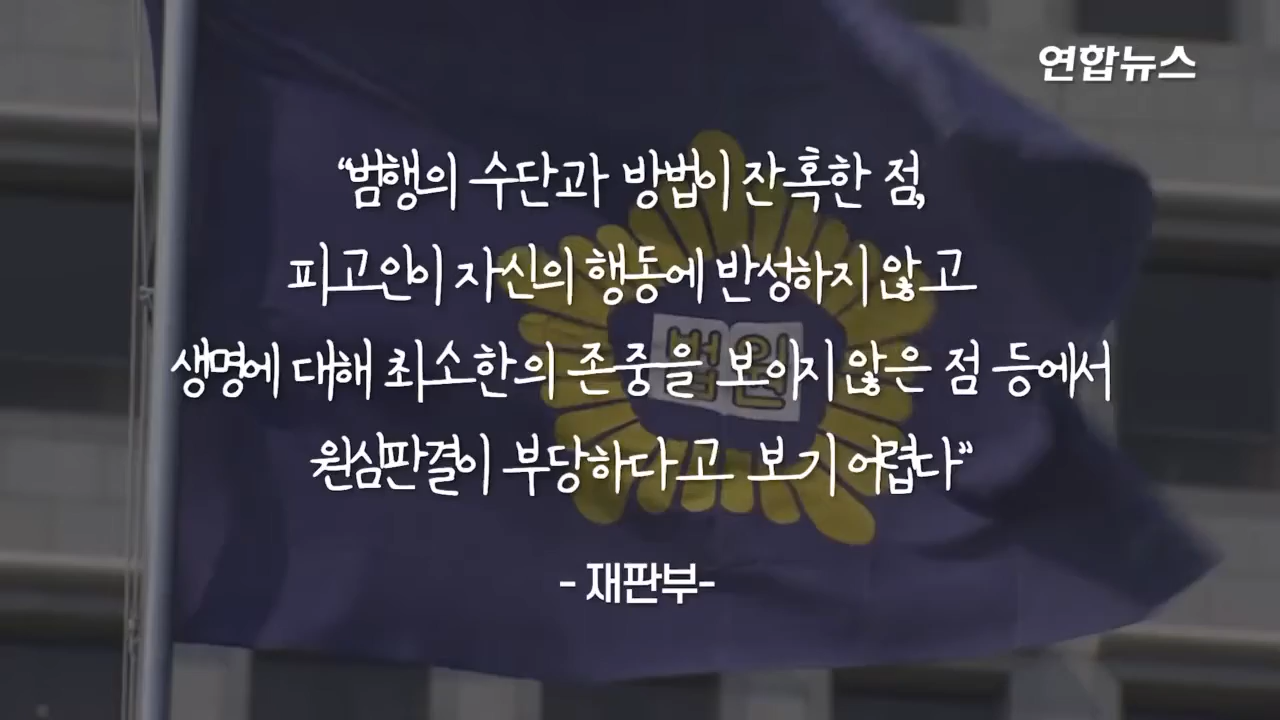 연합뉴스
“범행의 수단과 방법이 잔혹한 점,
피고인이 자신의 행동에 반성하지 않고
생명에 대해 최소한의 존중을 보이지 않은 점 등에서
원심판결이 부당하다고 보기 어렵다”
법원
- 재판부-